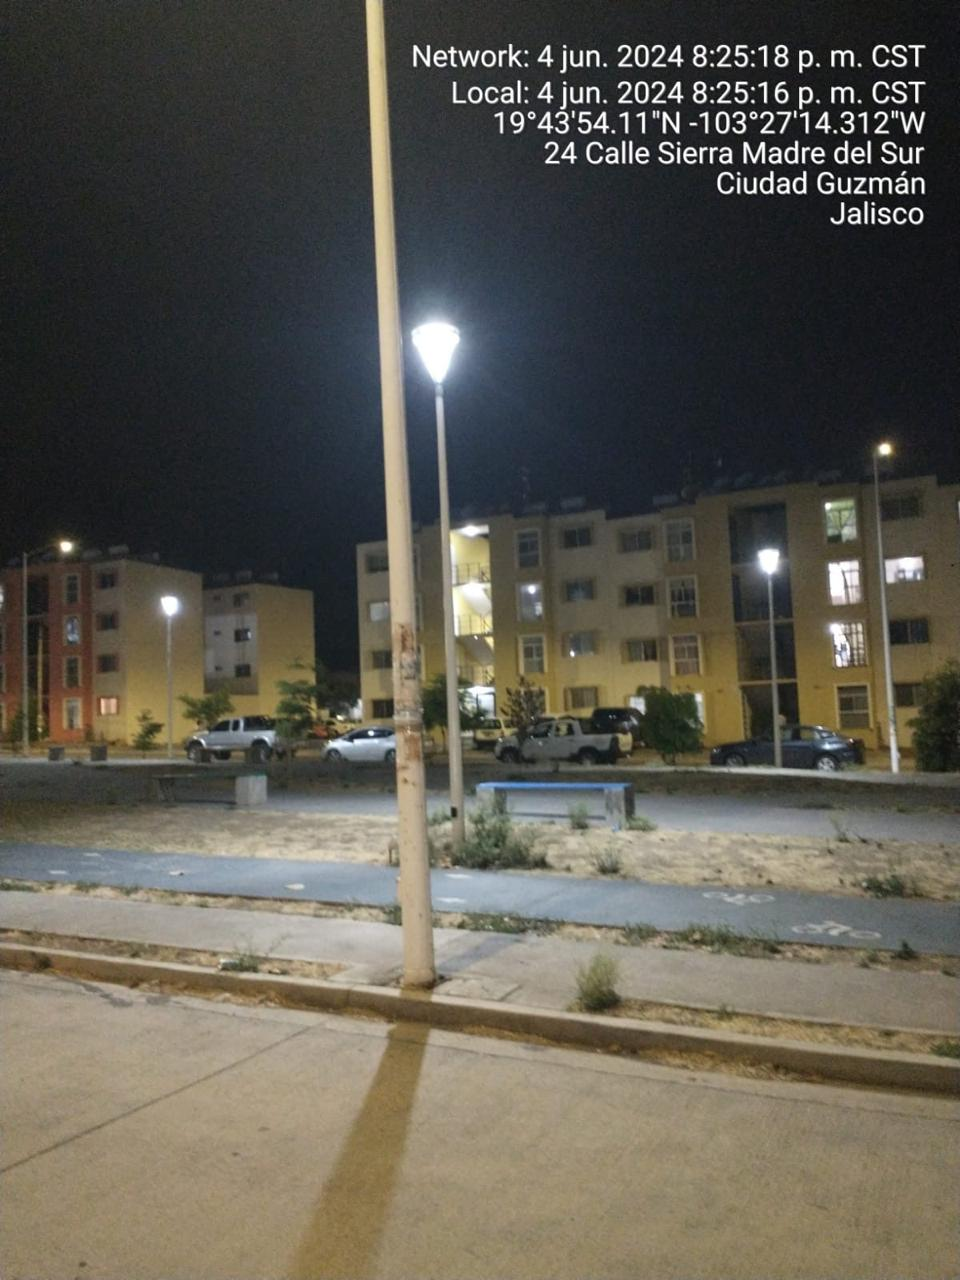 Network: 4 jun. 2024 8:25:18 p. m. CST
Local: 4 jun. 2024 8:25:16 p. m. CST
19°43'54.11"N -103°27'14.312"W
24 Calle Sierra Madre del Sur
Ciudad Guzmán
Jalisco